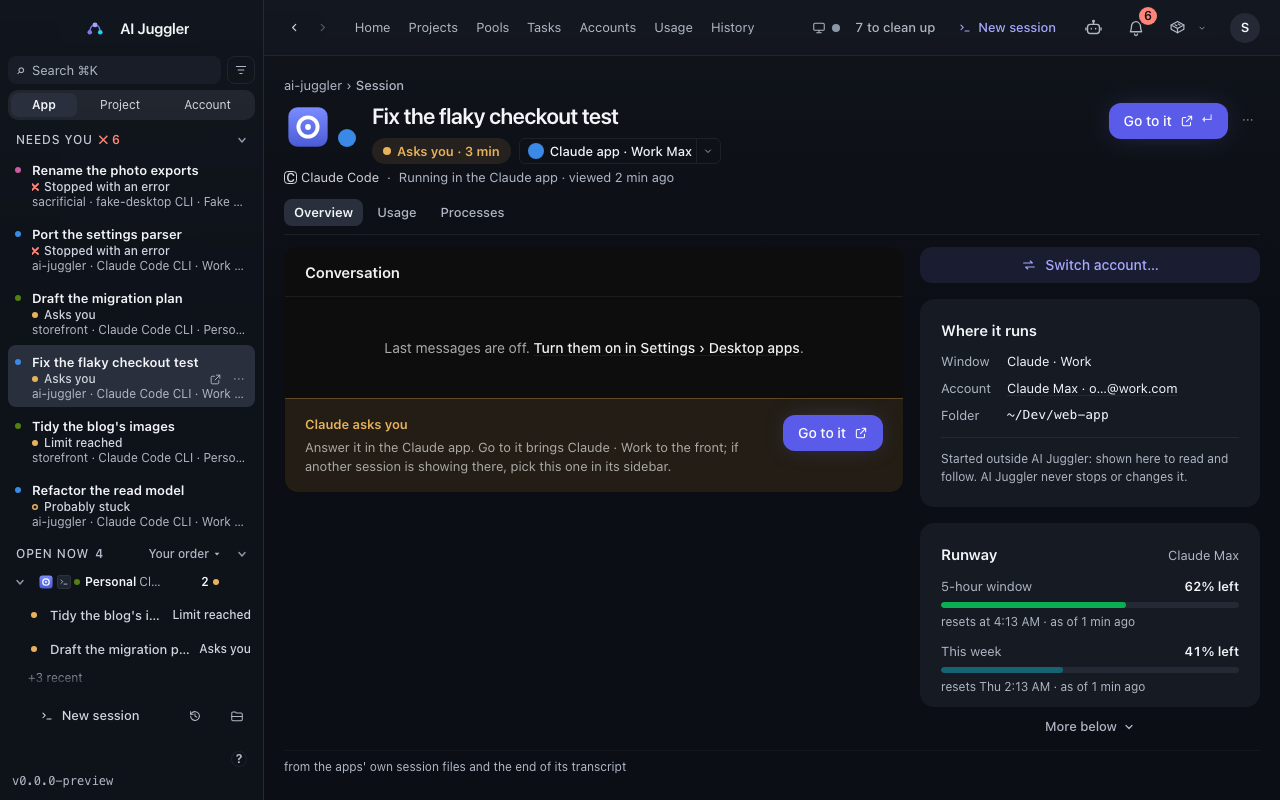 AI Juggler
Search ⌘K
App Project Account
NEEDS YOU 6
Rename the photo exports
Stopped with an error
sacrificial · fake-desktop CLI · Fake ...
Port the settings parser
Stopped with an error
ai-juggler · Claude Code CLI · Work ...
Draft the migration plan
Asks you
storefront · Claude Code CLI · Perso...
Fix the flaky checkout test
Asks you
ai-juggler · Claude Code CLI · Work ...
Tidy the blog's images
Limit reached
storefront · Claude Code CLI · Perso...
Refactor the read model
Probably stuck
ai-juggler · Claude Code CLI · Work ...
OPEN NOW 4 Your order
Personal Cl... 2
Tidy the blog's i... Limit reached
Draft the migration p... Asks you
+3 recent
New session
?
v0.0.0-preview
Home Projects Pools Tasks Accounts Usage History 7 to clean up New session 6 S
ai-juggler › Session
Fix the flaky checkout test
Go to it
Asks you · 3 min Claude app · Work Max
Claude Code · Running in the Claude app · viewed 2 min ago
Overview Usage Processes
Conversation
Last messages are off. Turn them on in Settings › Desktop apps.
Claude asks you
Answer it in the Claude app. Go to it brings Claude · Work to the front; if
another session is showing there, pick this one in its sidebar.
Go to it
Switch account...
Where it runs
Window Claude · Work
Account Claude Max · o...@work.com
Folder ~/Dev/web-app
Started outside AI Juggler: shown here to read and
follow. AI Juggler never stops or changes it.
Runway Claude Max
5-hour window 62% left
resets at 4:13 AM · as of 1 min ago
This week 41% left
resets Thu 2:13 AM · as of 1 min ago
More below
from the apps' own session files and the end of its transcript